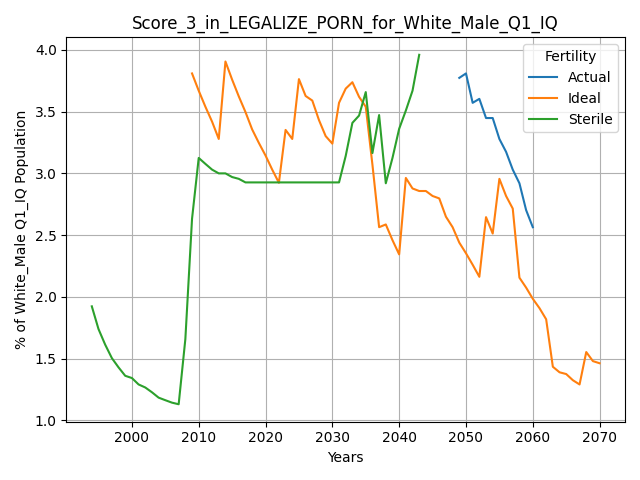 Score_3_in_LEGALIZE_PORN_for_White_Male_Q1_IQ
Fertility
Actual
Ideal
Sterile
% of White_Male Q1_IQ Population
4.0
3.5
3.0
2.5
2.0
1.5
1.0
2000 2010 2020 2030 2040 2050 2060 2070
Years